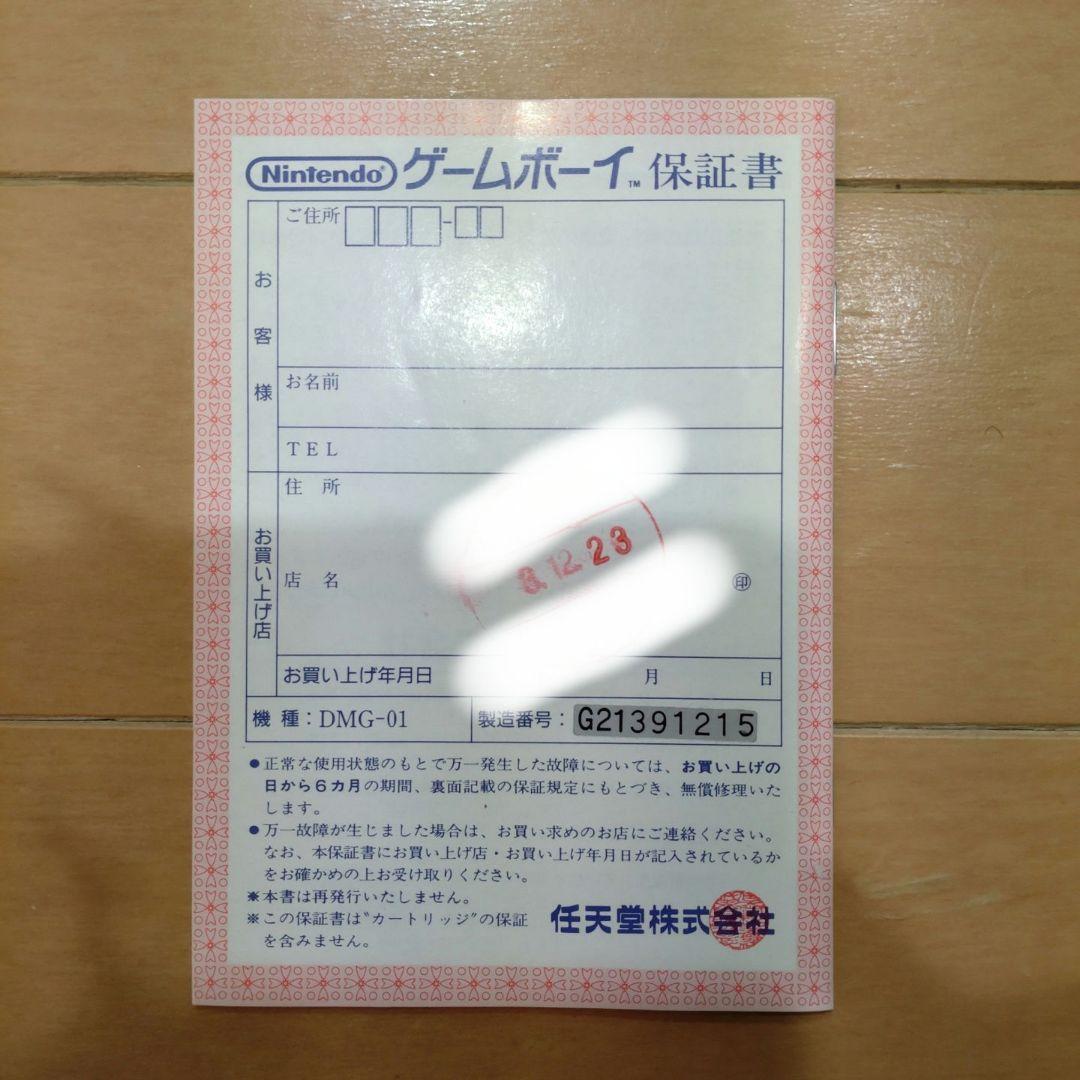 Nintendo® ゲームボーイ™ 保証書
お客様
ご住所 -
お名前
TEL
お買い上げ店
住 所
3.12.23
店 名
㊞
お買い上げ年月日 月 日
機 種：DMG-01 製造番号：G21391215
●正常な使用状態のもとで万一発生した故障については、お買い上げの
日から6カ月の期間、裏面記載の保証規定にもとづき、無償修理いた
します。
●万一故障が生じました場合は、お買い求めのお店にご連絡ください。
なお、本保証書にお買い上げ店・お買い上げ年月日が記入されているか
をお確かめの上お受け取りください。
※本書は再発行いたしません。
※この保証書は〝カートリッジ〟の保証
を含みません。
任天堂株式会社